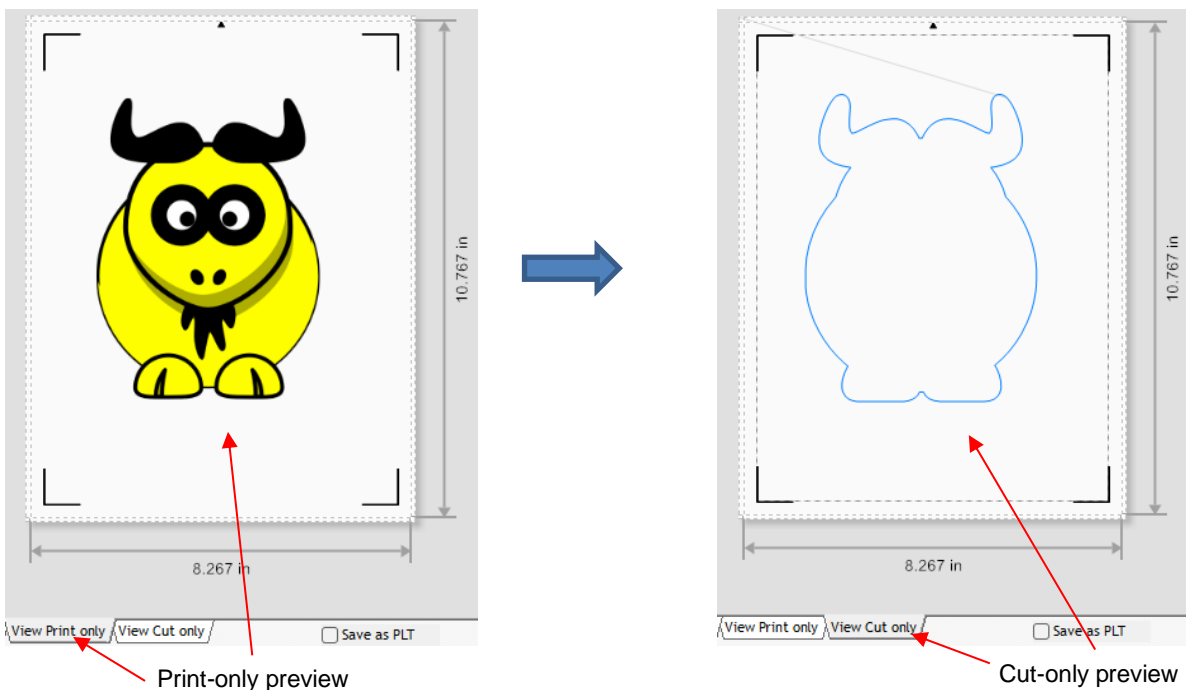 10.767 in
8.267 in
View Print only
View Cut only
Save as PLT
Print-only preview
10.767 in
8.267 in
View Print only
View Cut only
Save as PLT
Cut-only preview